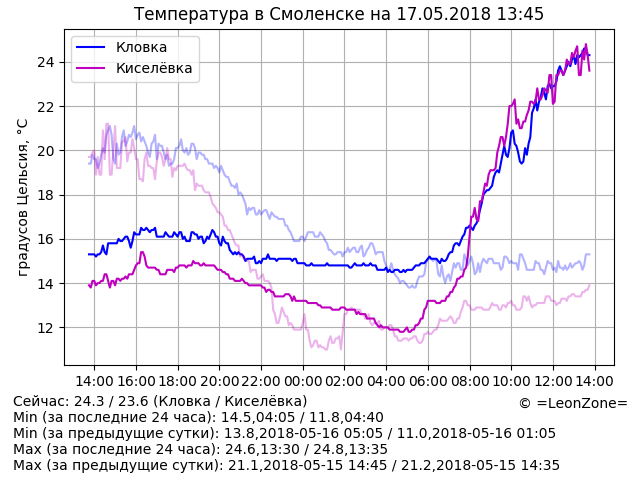 Температура в Смоленске на 17.05.2018 13:45
Кловка
Киселёвка
градусов Цельсия, °C
24
22
20
18
16
14
12
14:00 16:00 18:00 20:00 22:00 00:00 02:00 04:00 06:00 08:00 10:00 12:00 14:00
Сейчас: 24.3 / 23.6 (Кловка / Киселёвка)
© =LeonZone=
Min (за последние 24 часа): 14.5,04:05 / 11.8,04:40
Min (за предыдущие сутки): 13.8,2018-05-16 05:05 / 11.0,2018-05-16 01:05
Max (за последние 24 часа): 24.6,13:30 / 24.8,13:35
Max (за предыдущие сутки): 21.1,2018-05-15 14:45 / 21.2,2018-05-15 14:35